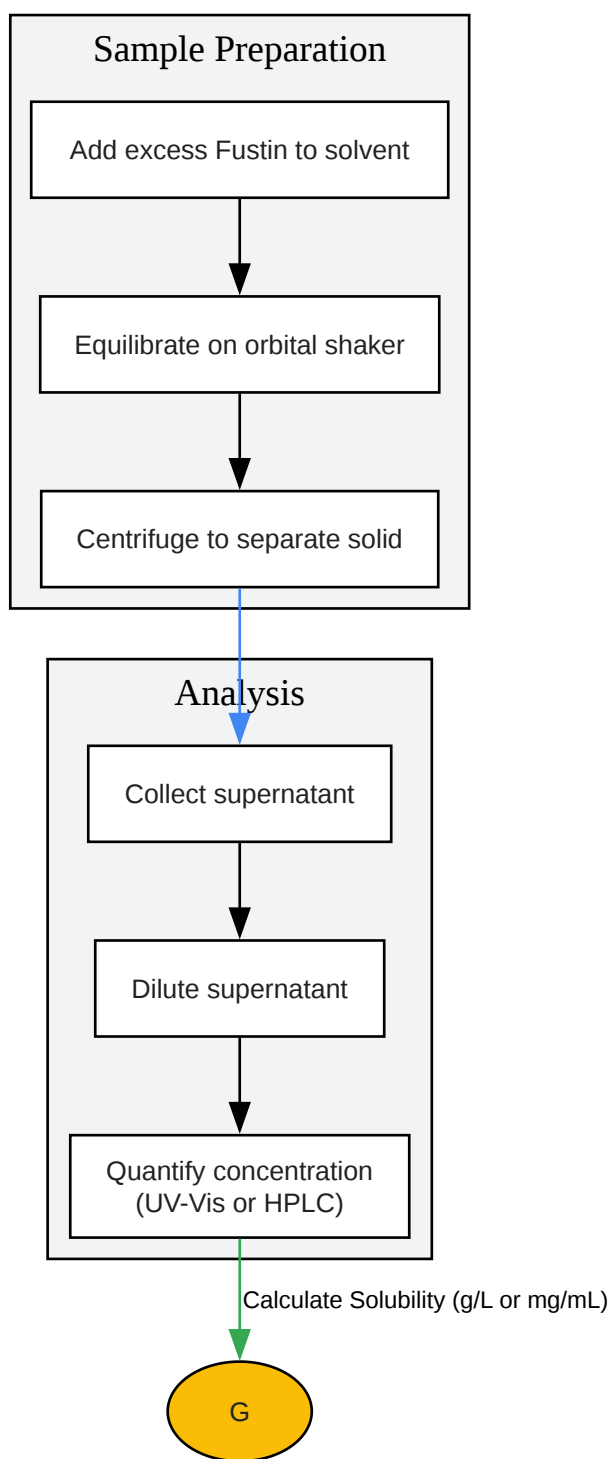 Sample Preparation
Add excess Fustin to solvent
Equilibrate on orbital shaker
Centrifuge to separate solid
Analysis
Collect supernatant
Dilute supernatant
Quantify concentration
(UV-Vis or HPLC)
Calculate Solubility (g/L or mg/mL)
G